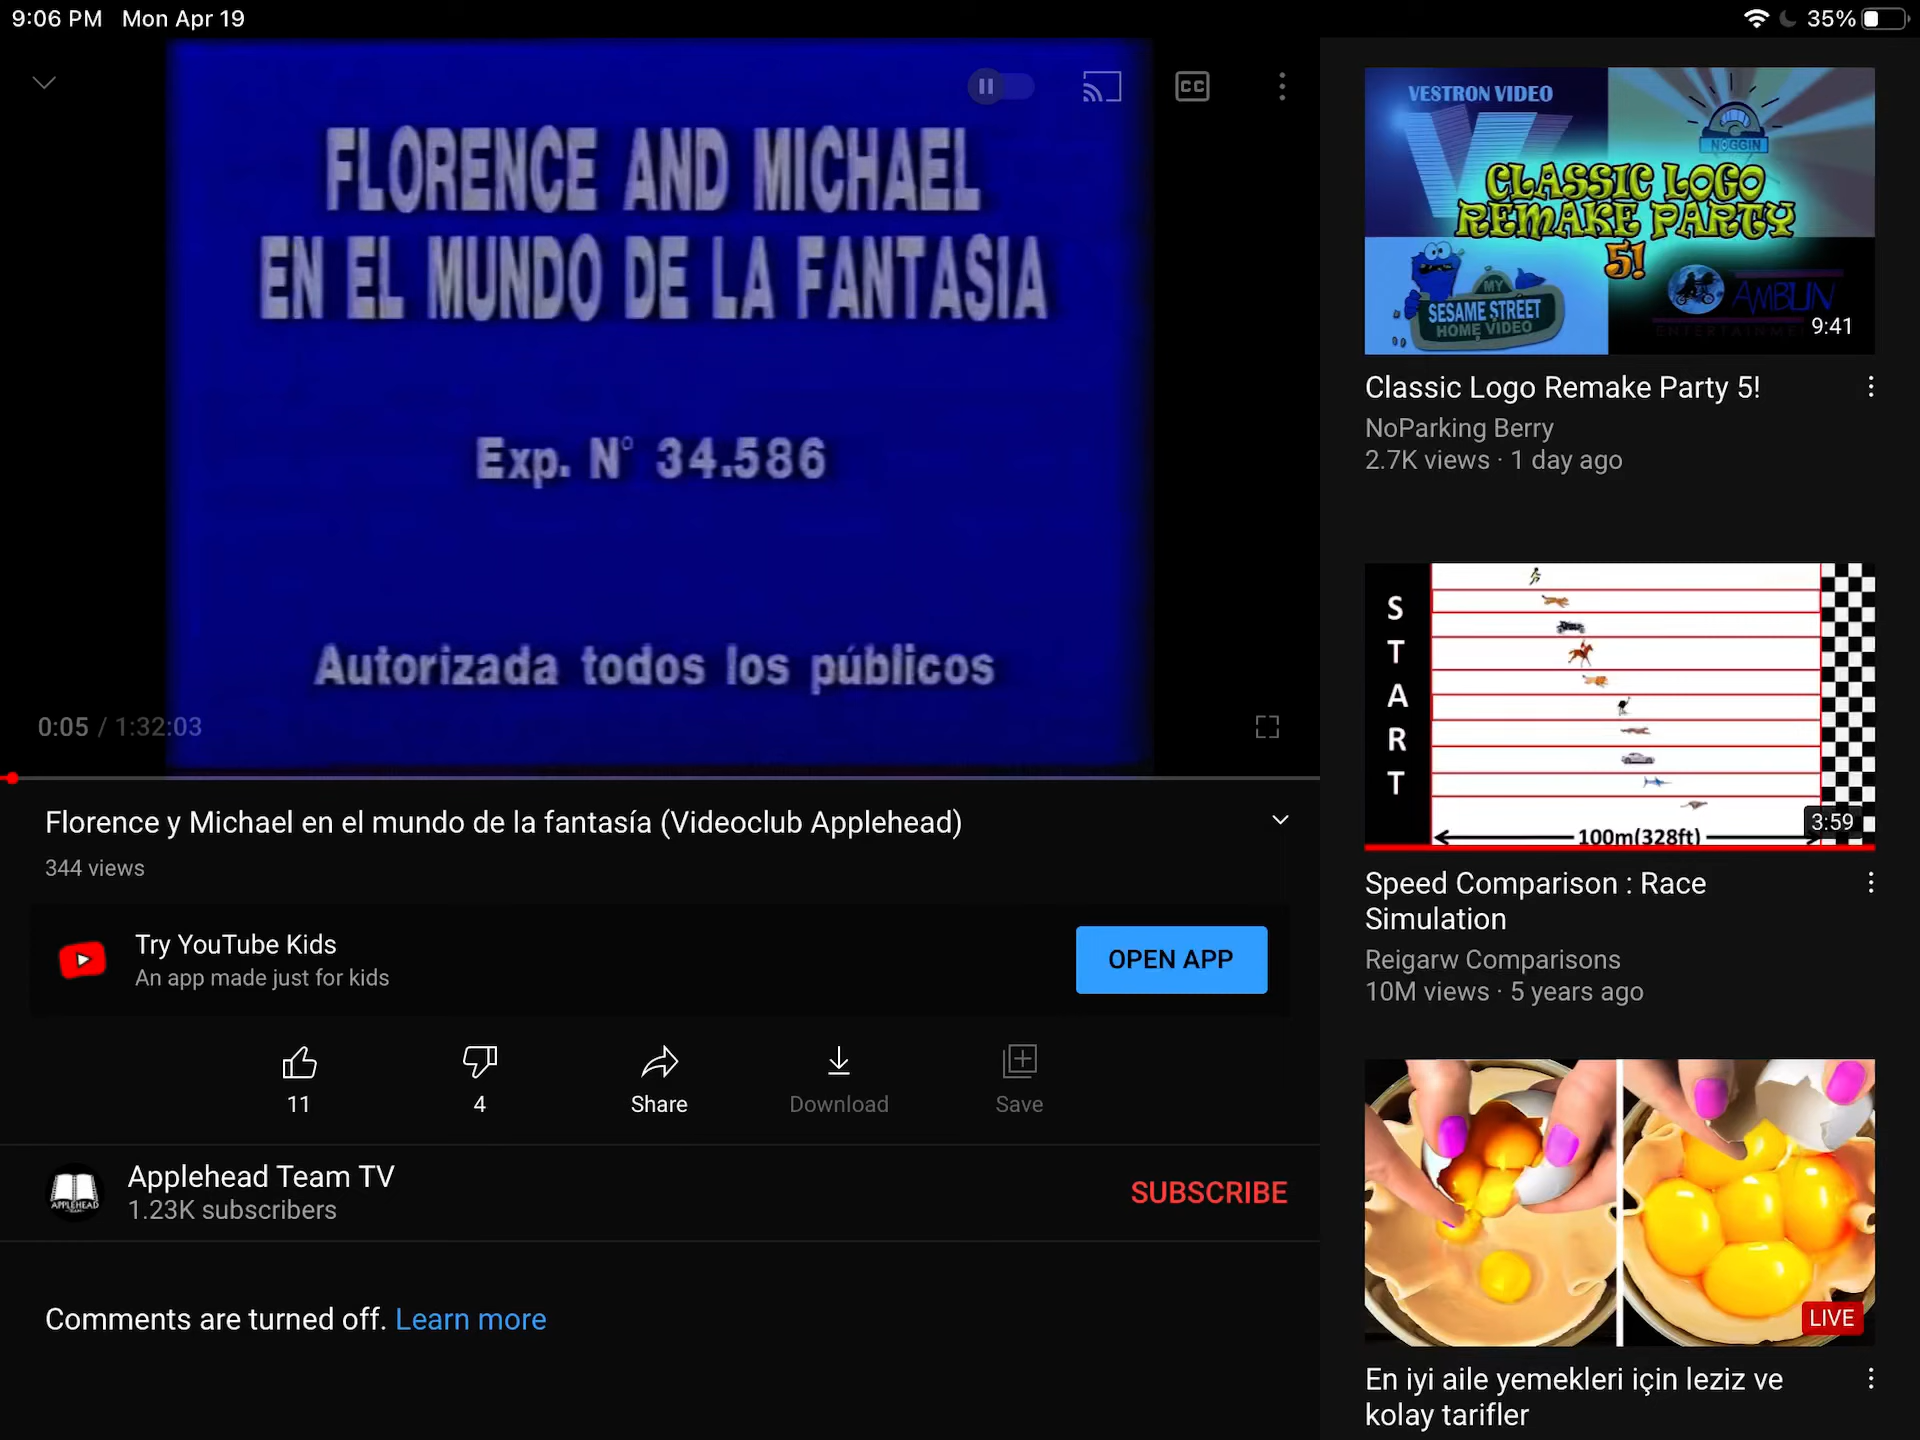 9:06 PM Mon Apr 19
35%
FLORENCE AND MICHAEL
EN EL MUNDO DE LA FANTASIA
Exp. N° 34.586
Autorizada todos los públicos
CC
0:05 / 1:32:03
Florence y Michael en el mundo de la fantasía (Videoclub Applehead)
344 views
Try YouTube Kids
An app made just for kids
OPEN APP
11
4
Share
Download
Save
APPLEHEAD
Applehead Team TV
1.23K subscribers
SUBSCRIBE
Comments are turned off. Learn more
VESTRON VIDEO
NOGGIN
CLASSIC LOGO
REMAKE PARTY
5!
MY
SESAME STREET
HOME VIDEO
AMBLIN
ENTERTAINME
9:41
Classic Logo Remake Party 5!
NoParking Berry
2.7K views · 1 day ago
START
100m(328ft)
3:59
Speed Comparison : Race
Simulation
Reigarw Comparisons
10M views · 5 years ago
LIVE
En iyi aile yemekleri için leziz ve
kolay tarifler